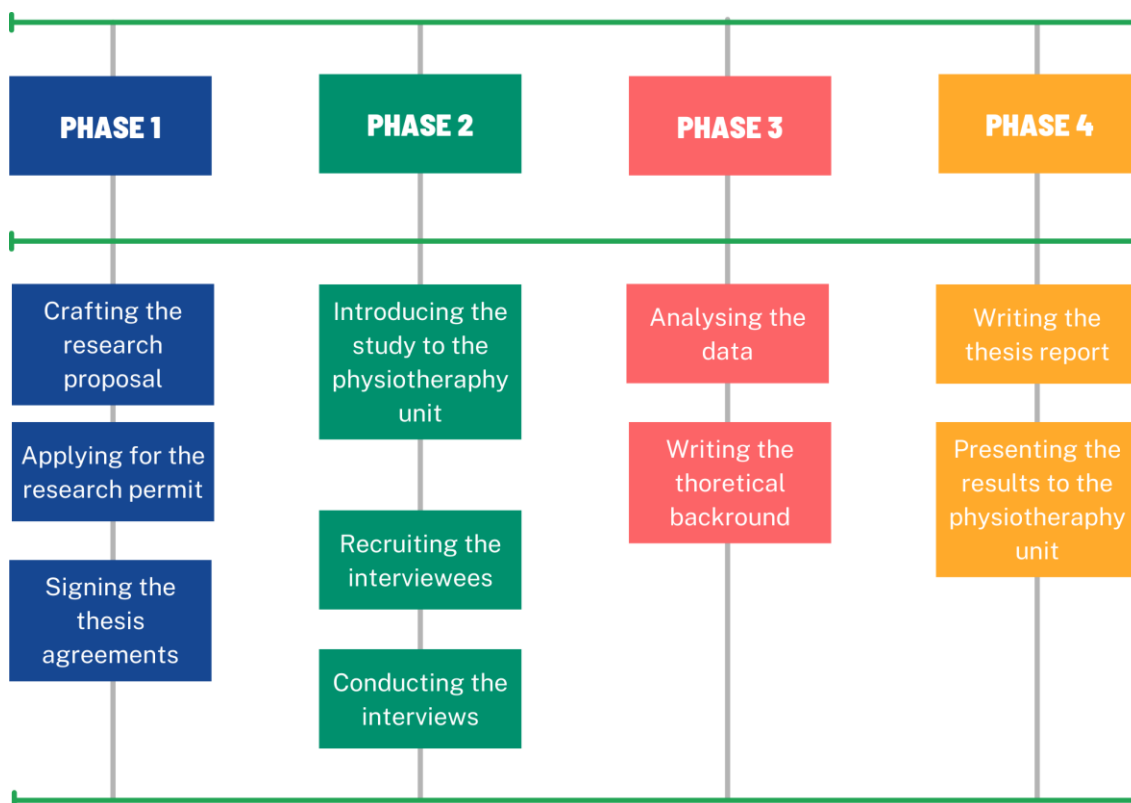 PHASE 1
PHASE 2
PHASE 3
PHASE 4
Crafting the
research
proposal
Applying for the
research permit
Signing the
thesis
agreements
Introducing the
study to the
physiotheraphy
unit
Recruiting the
interviewees
Conducting the
interviews
Analysing the
data
Writing the
thoretical
backround
Writing the
thesis report
Presenting the
results to the
physiotheraphy
unit